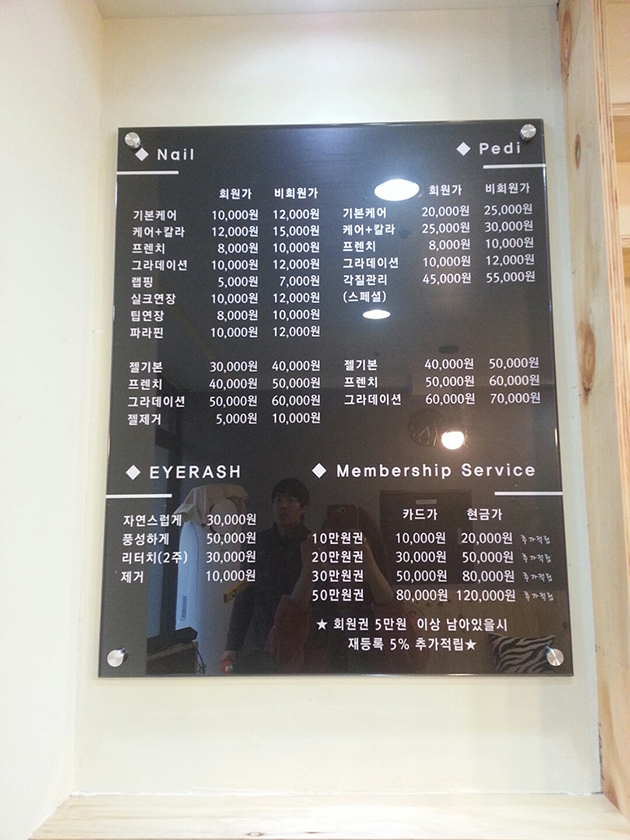 ◆ Nail
회원가 비회원가
기본케어 10,000원 12,000원
케어+칼라 12,000원 15,000원
프렌치 8,000원 10,000원
그라데이션 10,000원 12,000원
랩핑 5,000원 7,000원
실크연장 10,000원 12,000원
팁연장 8,000원 10,000원
파라핀 10,000원 12,000원
젤기본 30,000원 40,000원
프렌치 40,000원 50,000원
그라데이션 50,000원 60,000원
젤제거 5,000원 10,000원
◆ Pedi
회원가 비회원가
기본케어 20,000원 25,000원
케어+칼라 25,000원 30,000원
프렌치 8,000원 10,000원
그라데이션 10,000원 12,000원
각질관리 45,000원 55,000원
(스페셜)
젤기본 40,000원 50,000원
프렌치 50,000원 60,000원
그라데이션 60,000원 70,000원
◆ EYERASH
자연스럽게 30,000원
풍성하게 50,000원
리터치(2주) 30,000원
제거 10,000원
◆ Membership Service
카드가 현금가
10만원권 10,000원 20,000원 추가적립
20만원권 30,000원 50,000원 추가적립
30만원권 50,000원 80,000원 추가적립
50만원권 80,000원 120,000원 추가적립
★ 회원권 5만원 이상 남아있을시
재등록 5% 추가적립★